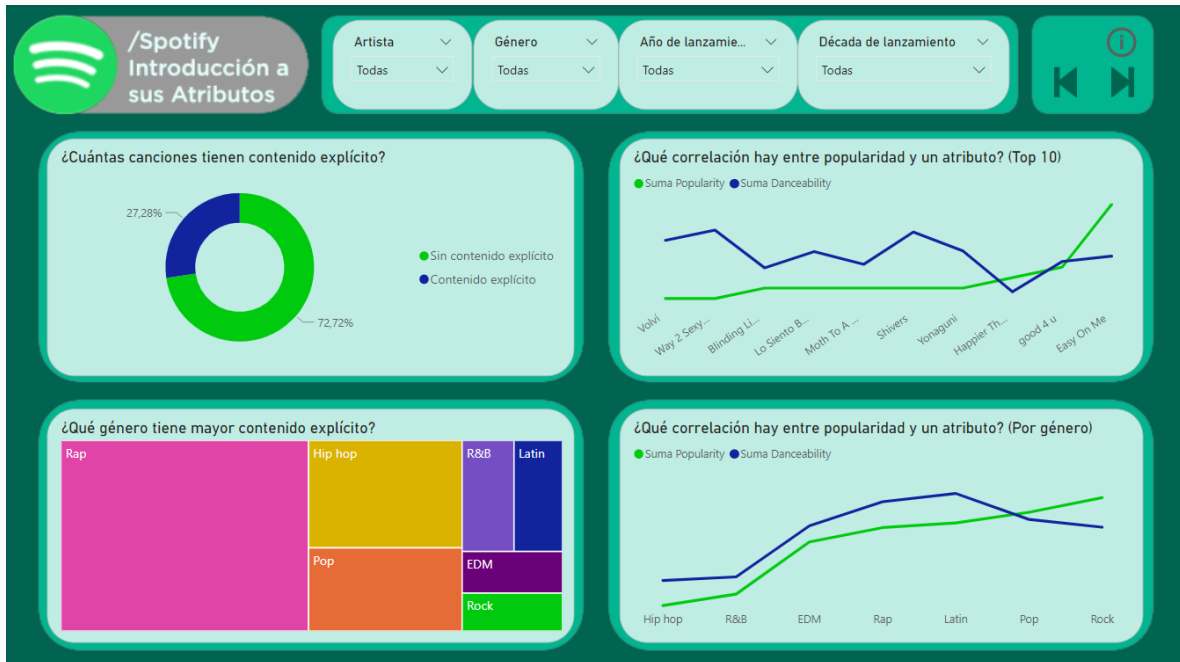 /Spotify
Introducción a
sus Atributos
Artista
Todas
Género
Todas
Año de lanzamie...
Todas
Década de lanzamiento
Todas
¿Cuántas canciones tienen contenido explícito?
27,28%
72,72%
Sin contenido explícito
Contenido explícito
¿Qué correlación hay entre popularidad y un atributo? (Top 10)
Suma Popularity Suma Danceability
Volví
Way 2 Sexy...
Blinding Li...
Lo Siento B...
Moth To A ...
Shivers
Yonaguni
Happier Th...
good 4 u
Easy On Me
¿Qué género tiene mayor contenido explícito?
Rap
Hip hop
Pop
R&B
Latin
EDM
Rock
¿Qué correlación hay entre popularidad y un atributo? (Por género)
Suma Popularity Suma Danceability
Hip hop R&B EDM Rap Latin Pop Rock